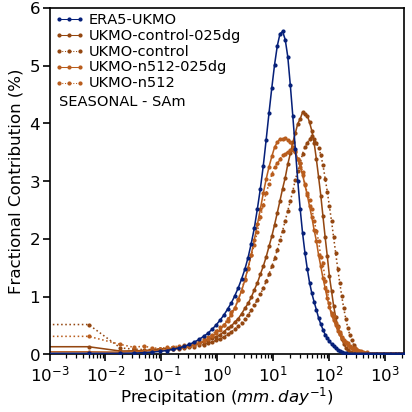 6
ERA5-UKMO
UKMO-control-025dg
UKMO-control
UKMO-n512-025dg
UKMO-n512
SEASONAL - SAm
5
4
3
2
1
0
Fractional Contribution (%)
10⁻³ 10⁻² 10⁻¹ 10⁰ 10¹ 10² 10³
Precipitation (mm.day⁻¹)